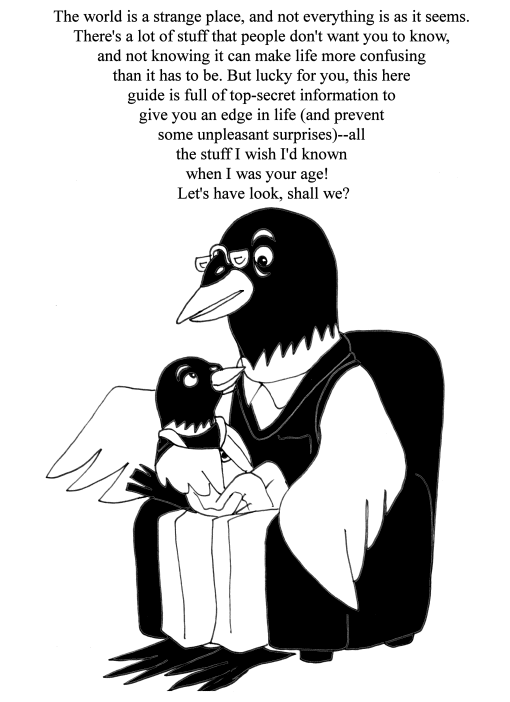 The world is a strange place, and not everything is as it seems.
There's a lot of stuff that people don't want you to know,
and not knowing it can make life more confusing
than it has to be. But lucky for you, this here
guide is full of top-secret information to
give you an edge in life (and prevent
some unpleasant surprises)--all
the stuff I wish I'd known
when I was your age!
Let's have look, shall we?